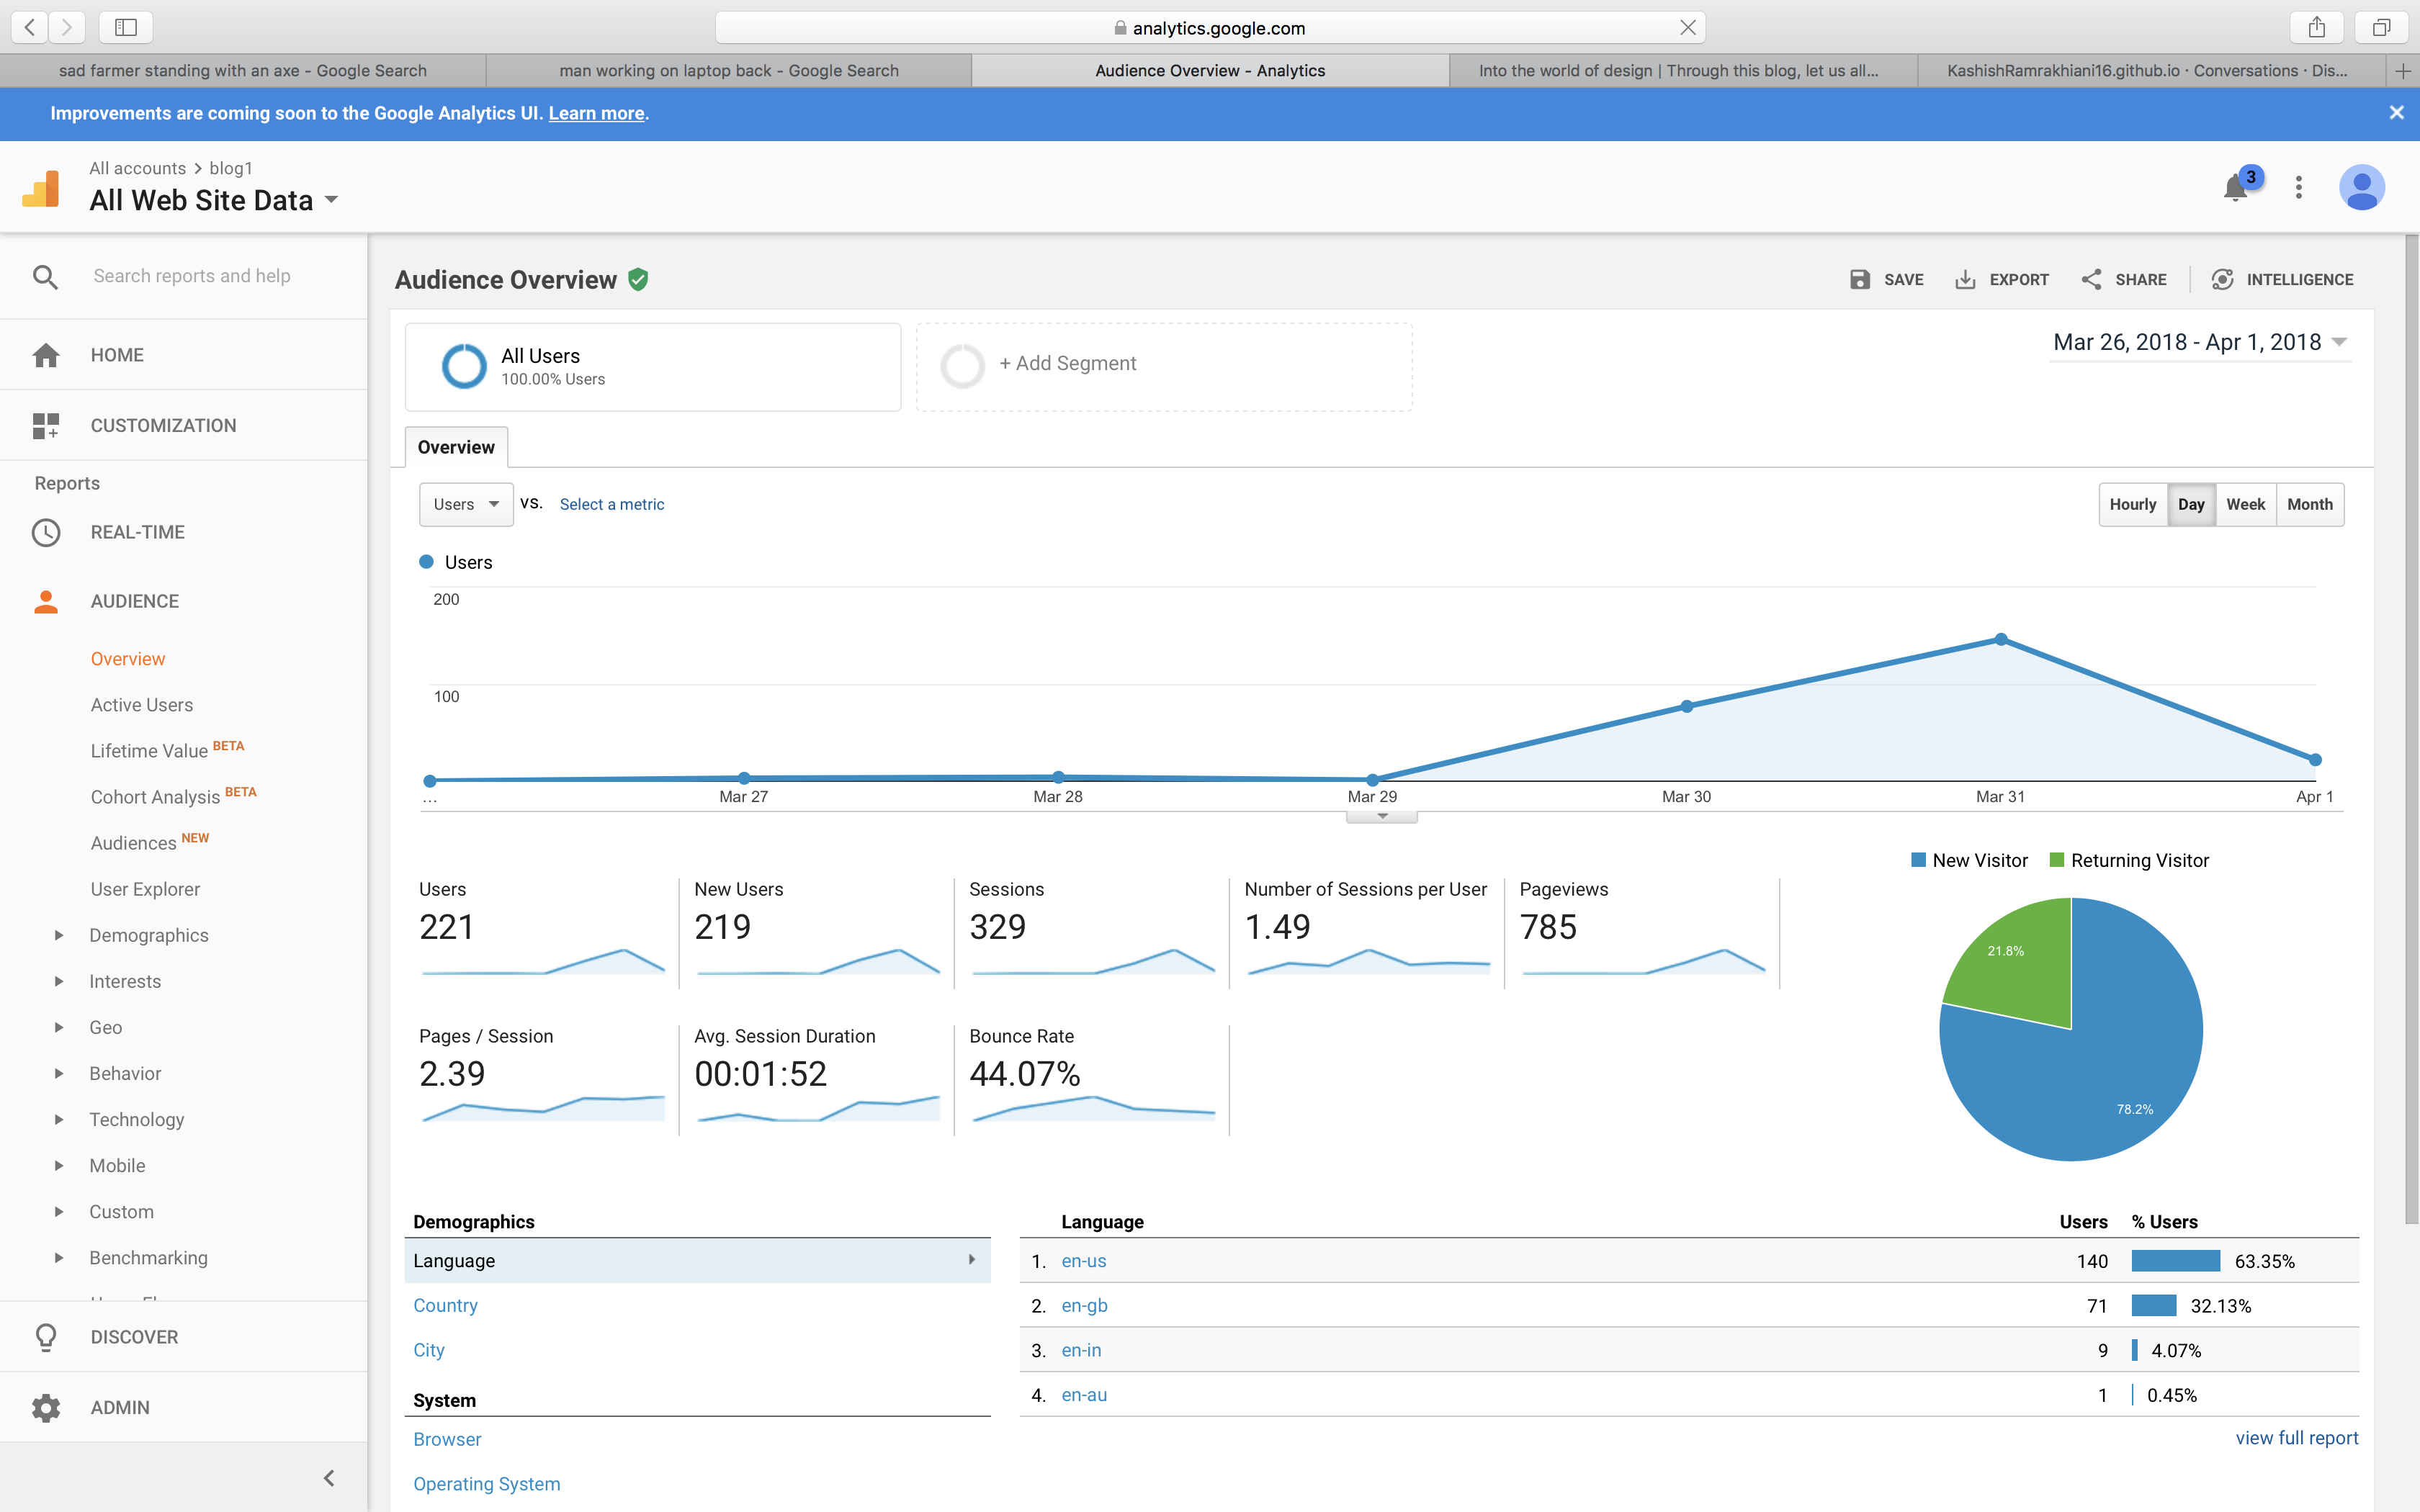 analytics.google.com
sad farmer standing with an axe - Google Search
man working on laptop back - Google Search
Audience Overview - Analytics
Into the world of design | Through this blog, let us all...
KashishRamrakhiani16.github.io · Conversations · Dis...
Improvements are coming soon to the Google Analytics UI. Learn more.
All accounts > blog1
All Web Site Data
3
Search reports and help
HOME
CUSTOMIZATION
Reports
REAL-TIME
AUDIENCE
Overview
Active Users
Lifetime Value BETA
Cohort Analysis BETA
Audiences NEW
User Explorer
Demographics
Interests
Geo
Behavior
Technology
Mobile
Custom
Benchmarking
DISCOVER
ADMIN
Audience Overview
SAVE
EXPORT
SHARE
INTELLIGENCE
All Users
100.00% Users
+ Add Segment
Mar 26, 2018 - Apr 1, 2018
Overview
Users
VS.
Select a metric
Hourly
Day
Week
Month
Users
200
100
...
Mar 27
Mar 28
Mar 29
Mar 30
Mar 31
Apr 1
New Visitor
Returning Visitor
Users
221
New Users
219
Sessions
329
Number of Sessions per User
1.49
Pageviews
785
Pages / Session
2.39
Avg. Session Duration
00:01:52
Bounce Rate
44.07%
21.8%
78.2%
Demographics
Language
Country
City
System
Browser
Operating System
Language Users % Users
1. en-us 140 63.35%
2. en-gb 71 32.13%
3. en-in 9 4.07%
4. en-au 1 0.45%
view full report